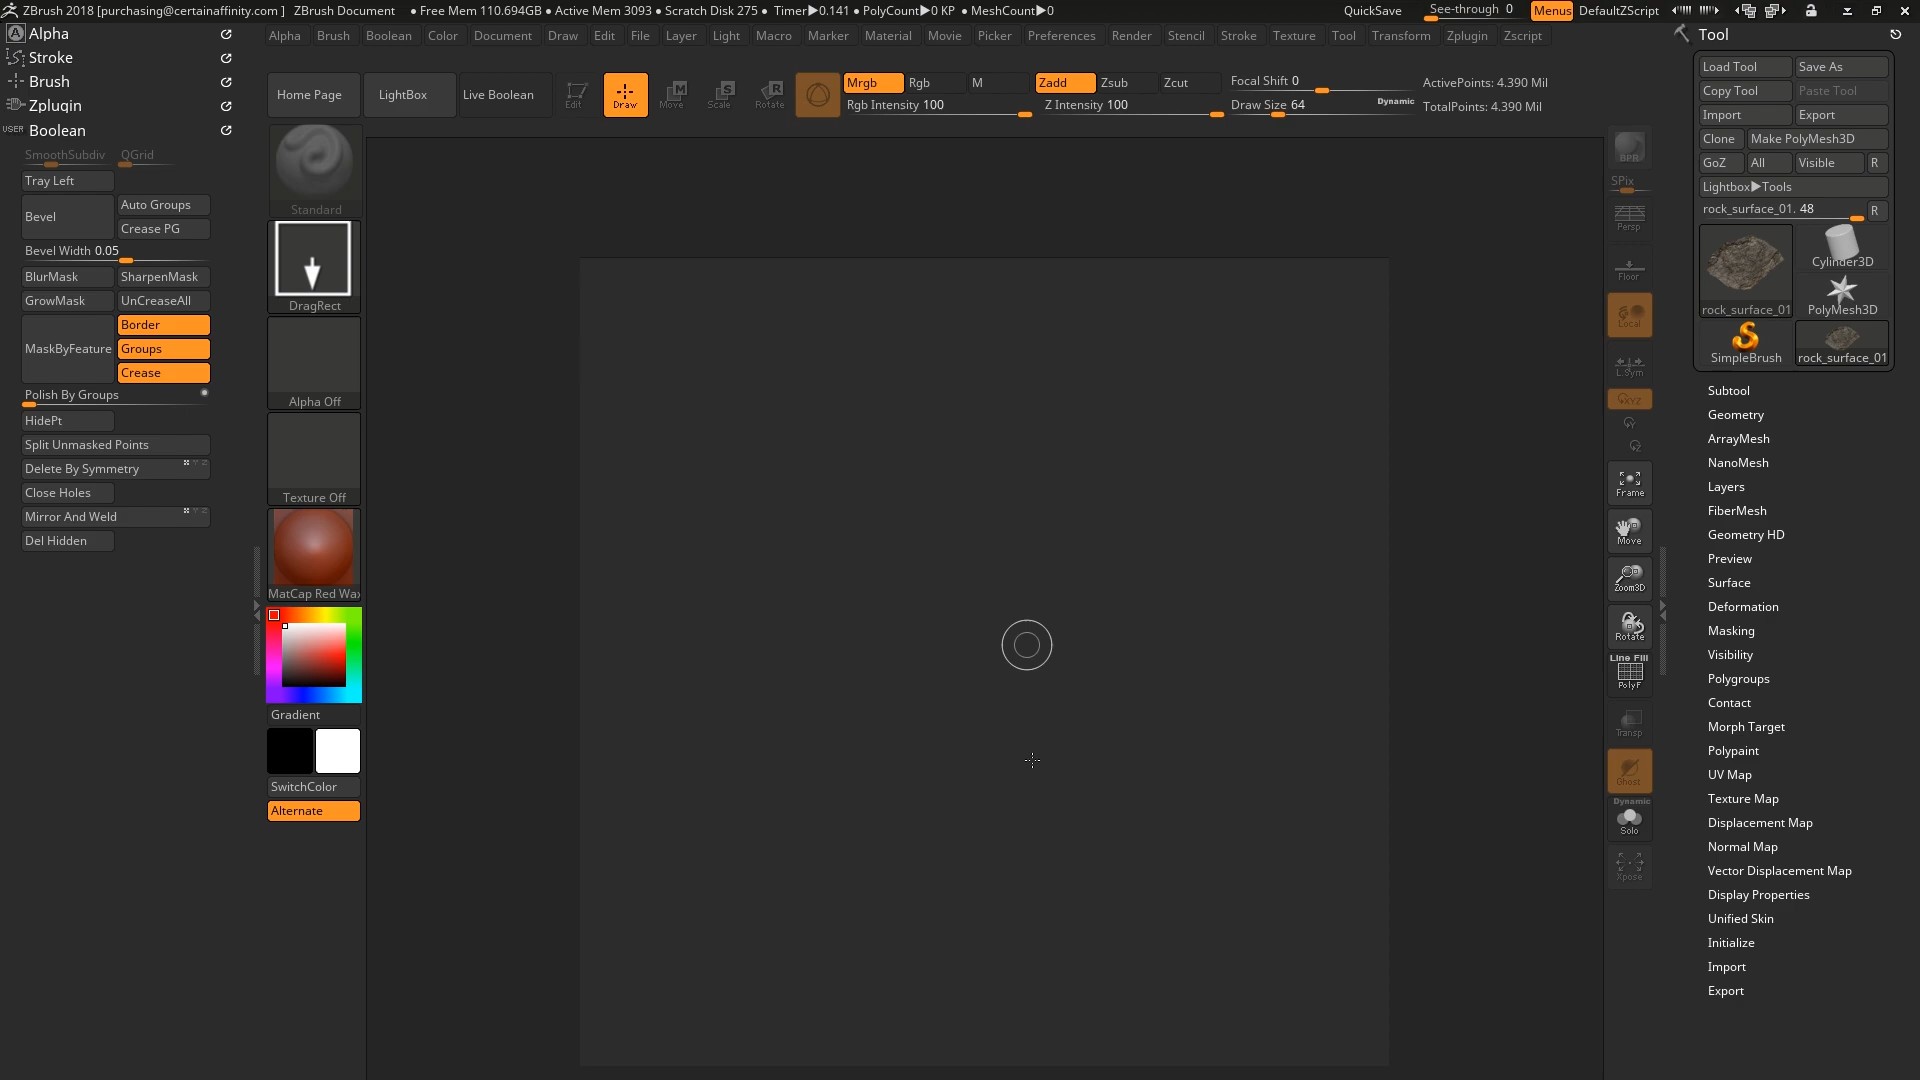 ZBrush 2018 [purchasing@certainaffinity.com ] ZBrush Document ● Free Mem 110.694GB ● Active Mem 3093 ● Scratch Disk 275 ● Timer▶0.141 ● PolyCount▶0 KP ● MeshCount▶0 QuickSave See-through 0 Menus DefaultZScript
Alpha Brush Boolean Color Document Draw Edit File Layer Light Macro Marker Material Movie Picker Preferences Render Stencil Stroke Texture Tool Transform Zplugin Zscript
Alpha
Stroke
Brush
Zplugin
USER Boolean
SmoothSubdiv QGrid
Tray Left
Bevel Auto Groups
Crease PG
Bevel Width 0.05
BlurMask SharpenMask
GrowMask UnCreaseAll
MaskByFeature Border
Groups
Crease
Polish By Groups
HidePt
Split Unmasked Points
Delete By Symmetry
Close Holes
Mirror And Weld
Del Hidden
Home Page LightBox Live Boolean Edit Draw Move Scale Rotate
Mrgb Rgb M Zadd Zsub Zcut Focal Shift 0 ActivePoints: 4.390 Mil
Rgb Intensity 100 Z Intensity 100 Draw Size 64 Dynamic TotalPoints: 4.390 Mil
Standard
DragRect
Alpha Off
Texture Off
MatCap Red Wax
Gradient
SwitchColor
Alternate
BPR
SPix
Persp
Floor
Local
L.Sym
XYZ
Frame
Move
Zoom3D
Rotate
Line Fill
PolyF
Transp
Ghost
Dynamic
Solo
Xpose
Tool
Load Tool Save As
Copy Tool Paste Tool
Import Export
Clone Make PolyMesh3D
GoZ All Visible R
Lightbox▶Tools
rock_surface_01. 48 R
rock_surface_01 Cylinder3D
PolyMesh3D
SimpleBrush rock_surface_01
Subtool
Geometry
ArrayMesh
NanoMesh
Layers
FiberMesh
Geometry HD
Preview
Surface
Deformation
Masking
Visibility
Polygroups
Contact
Morph Target
Polypaint
UV Map
Texture Map
Displacement Map
Normal Map
Vector Displacement Map
Display Properties
Unified Skin
Initialize
Import
Export